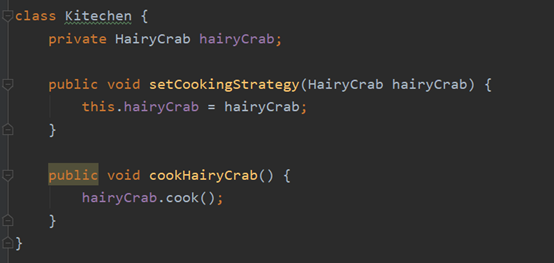 class Kitechen {
    private HairyCrab hairyCrab;

    public void setCookingStrategy(HairyCrab hairyCrab) {
        this.hairyCrab = hairyCrab;
    }

    public void cookHairyCrab() {
        hairyCrab.cook();
    }
}